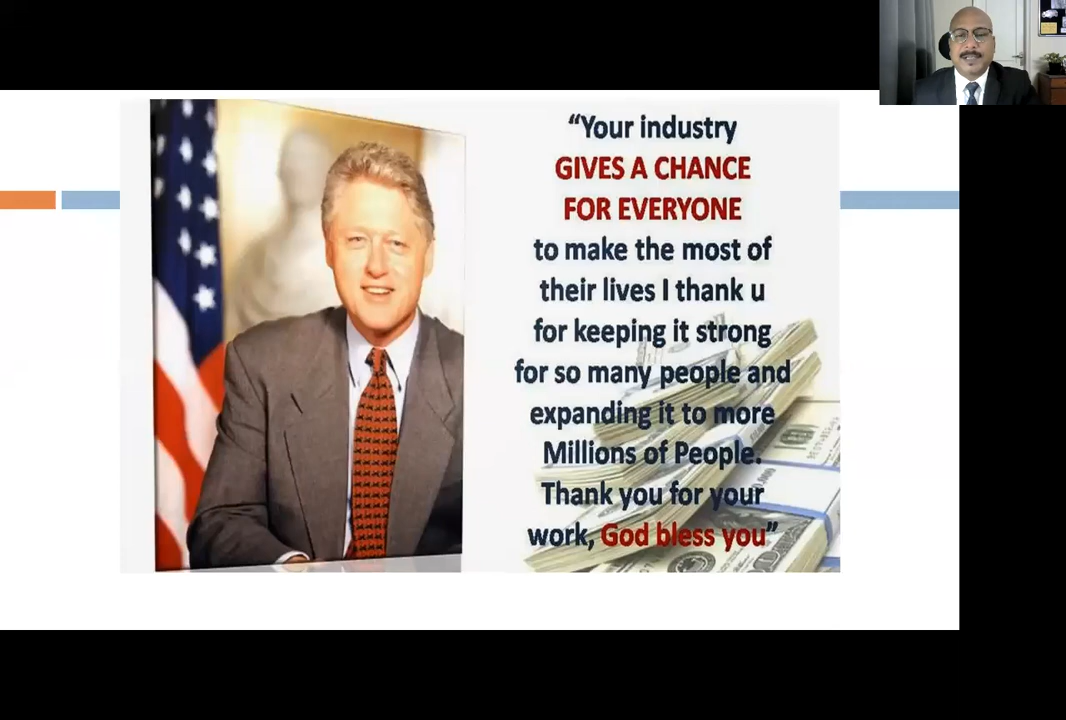 “Your industry
GIVES A CHANCE
FOR EVERYONE
to make the most of
their lives I thank u
for keeping it strong
for so many people and
expanding it to more
Millions of People.
Thank you for your
work, God bless you”